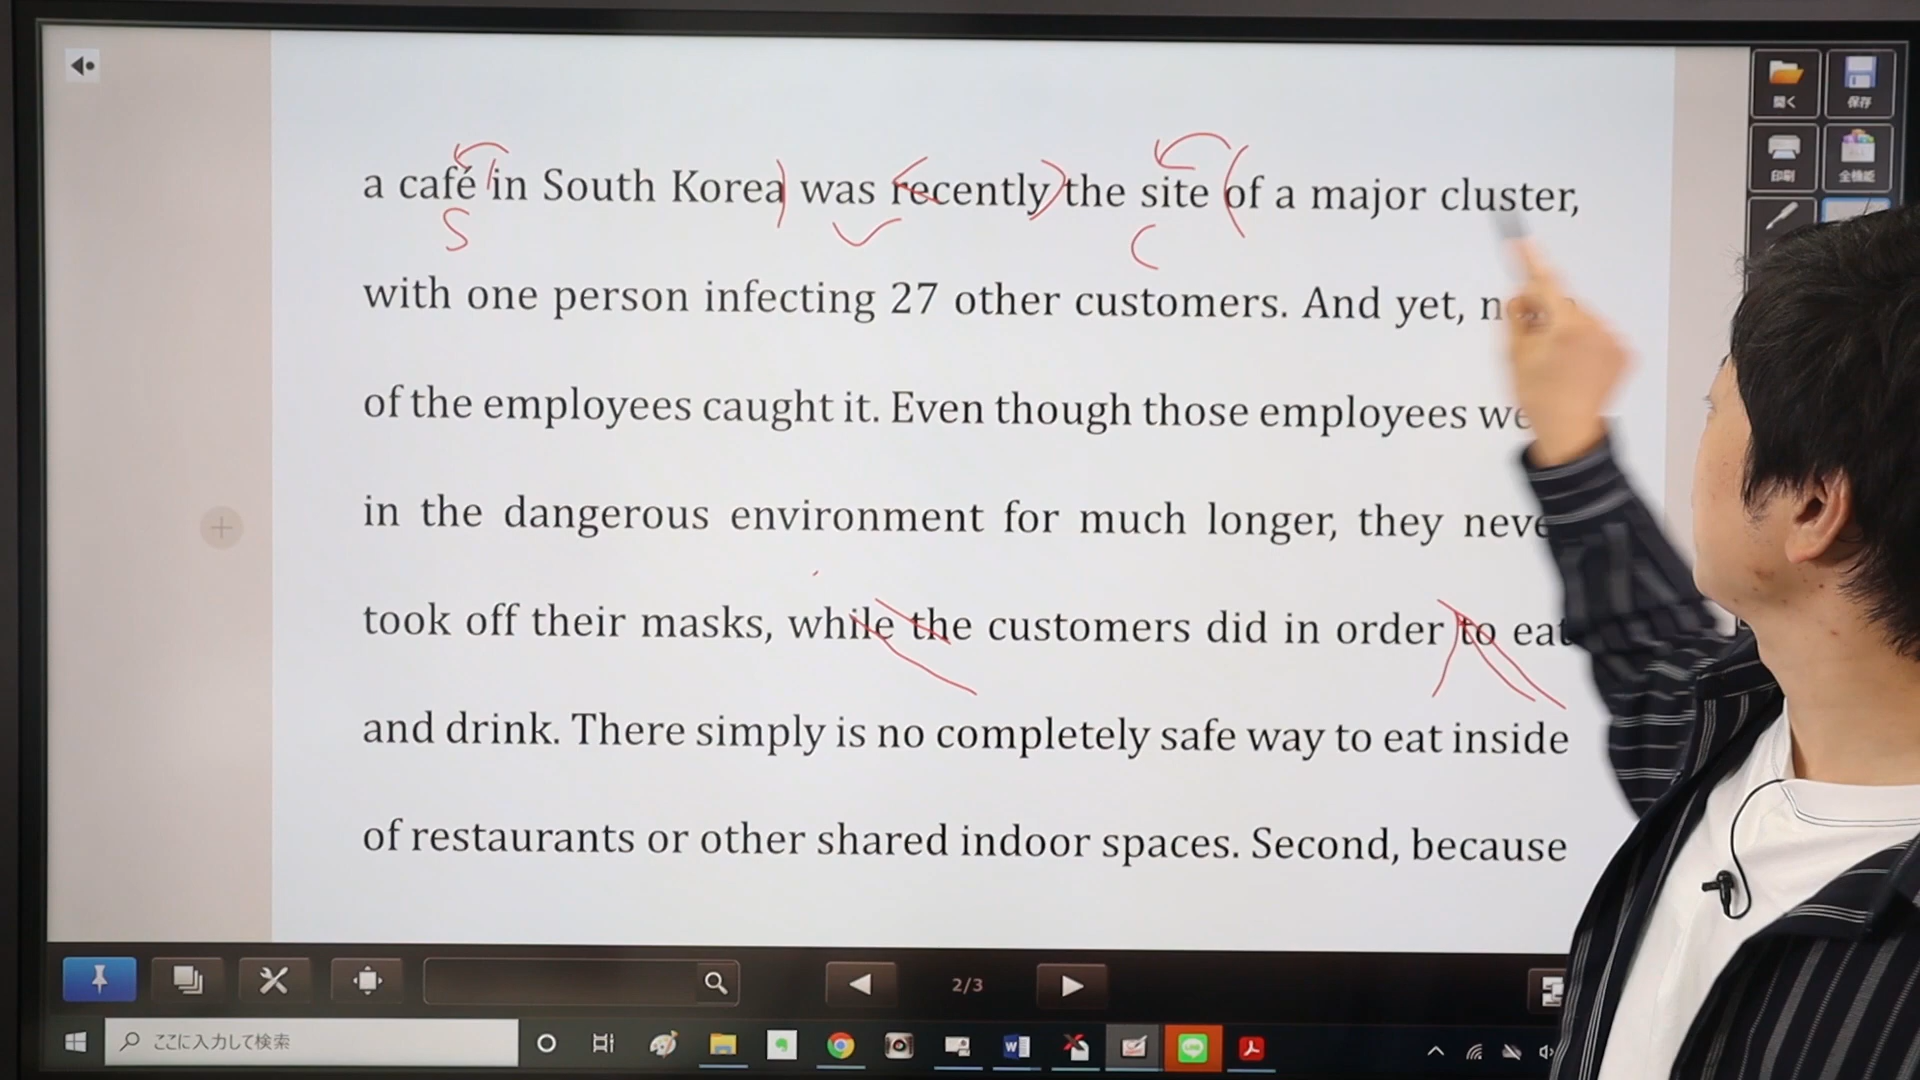 開く 保存
印刷 全機能
a café in South Korea was recently the site of a major cluster,
S V C
with one person infecting 27 other customers. And yet,
of the employees caught it. Even though those employees
in the dangerous environment for much longer, they
took off their masks, while the customers did in order to eat
and drink. There simply is no completely safe way to eat inside
of restaurants or other shared indoor spaces. Second, because
2/3
ここに入力して検索